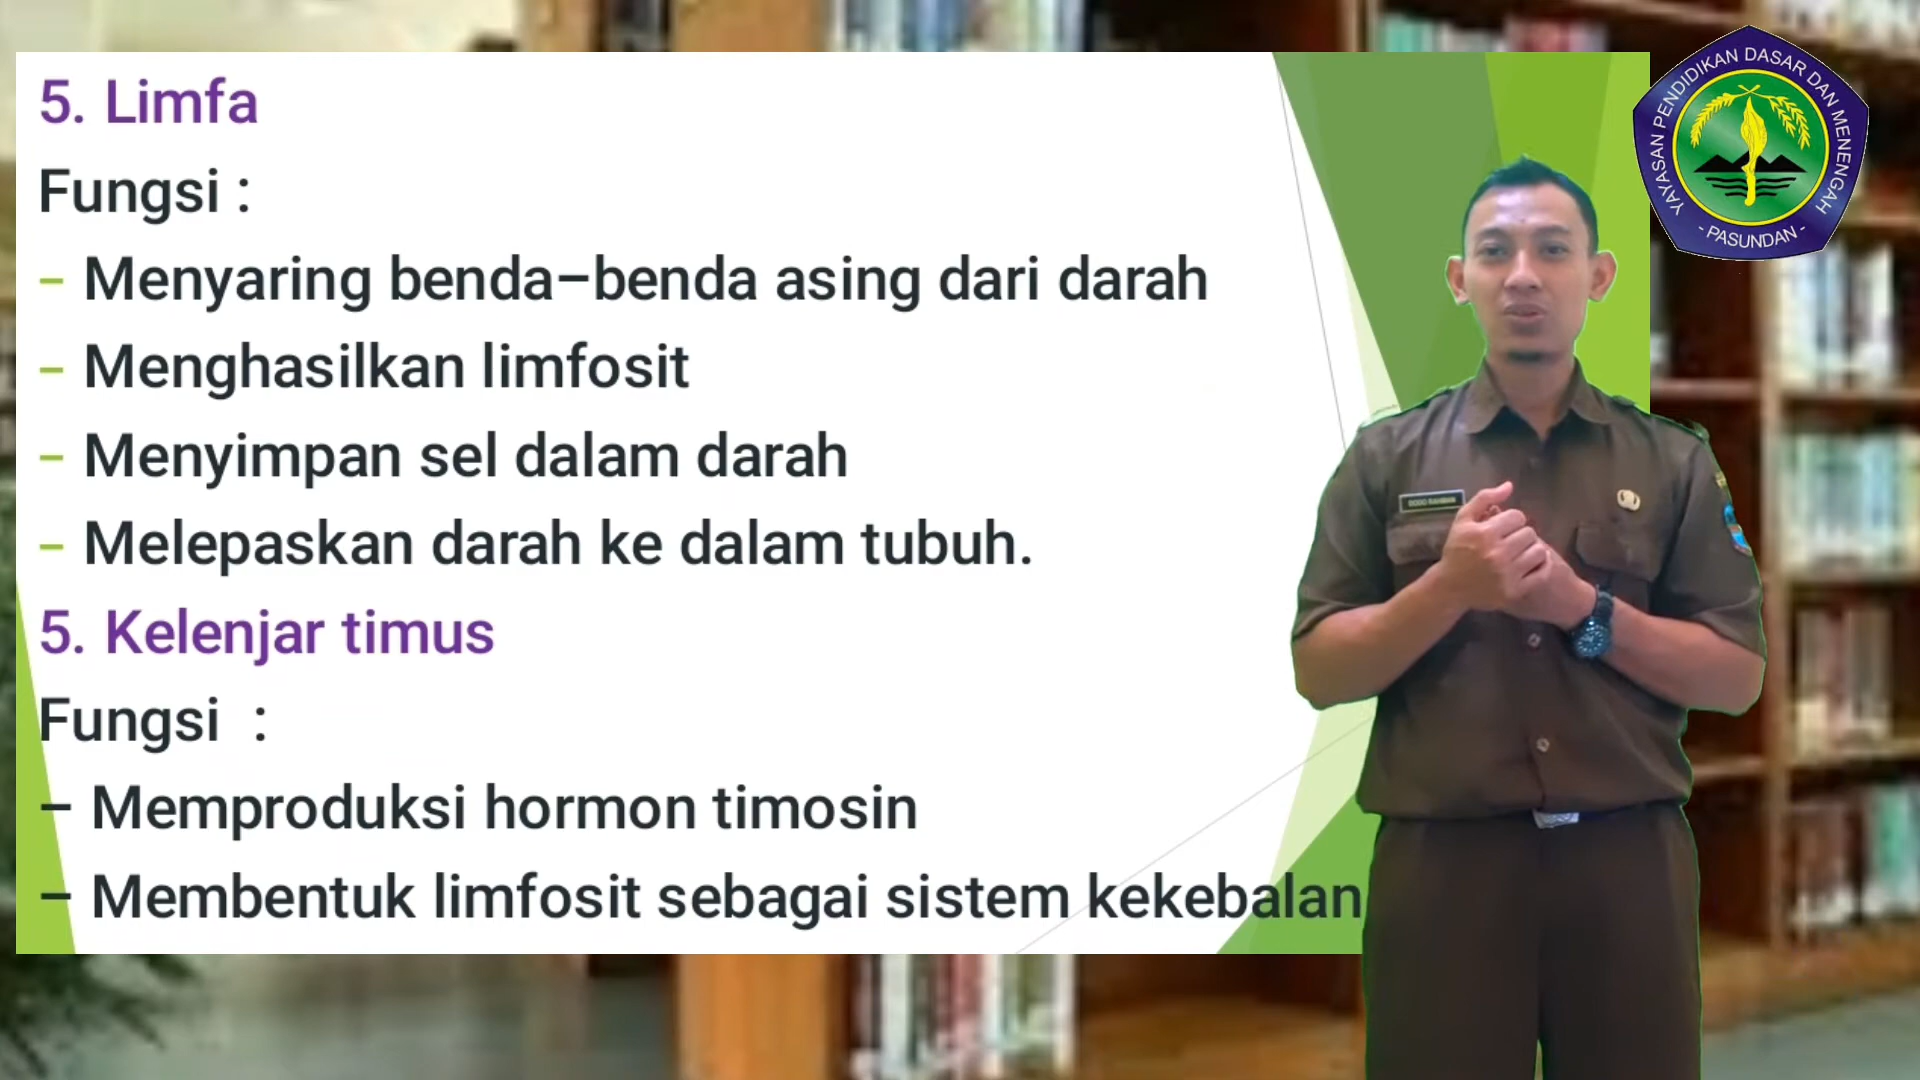 5. Limfa
Fungsi :
- Menyaring benda–benda asing dari darah
- Menghasilkan limfosit
- Menyimpan sel dalam darah
- Melepaskan darah ke dalam tubuh.
5. Kelenjar timus
Fungsi :
– Memproduksi hormon timosin
– Membentuk limfosit sebagai sistem kekebalan
YAYASAN PENDIDIKAN DASAR DAN MENENGAH
- PASUNDAN -